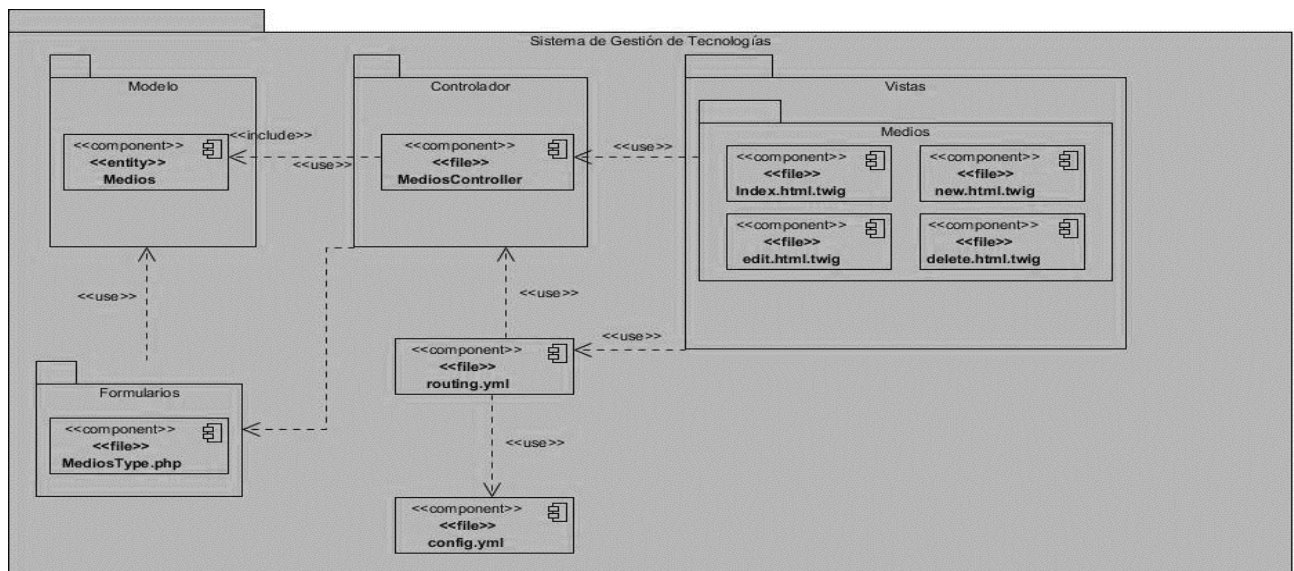 Sistema de Gestión de Tecnologías
Modelo
<<component>>
<<entity>>
Medios
<<include>>
<<use>>
Controlador
<<component>>
<<file>>
MediosController
<<use>>
Vistas
Medios
<<component>>
<<file>>
Index.html.twig
<<component>>
<<file>>
new.html.twig
<<component>>
<<file>>
edit.html.twig
<<component>>
<<file>>
delete.html.twig
<<use>>
<<use>>
<<use>>
<<component>>
<<file>>
routing.yml
Formularios
<<component>>
<<file>>
MediosType.php
<<use>>
<<component>>
<<file>>
config.yml